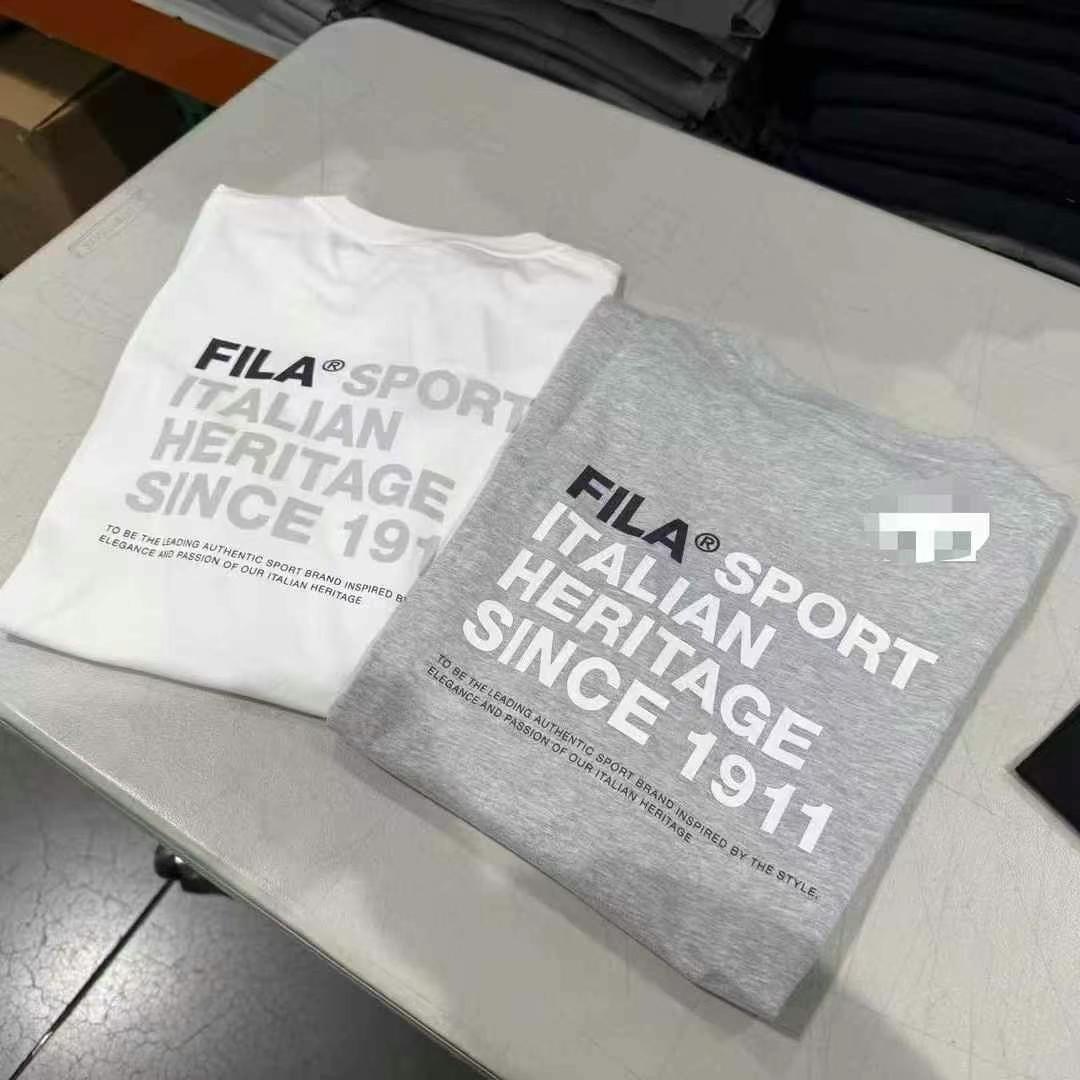 FILA® SPORT
ITALIAN
HERITAGE
SINCE 191
TO BE THE LEADING AUTHENTIC SPORT BRAND INSPIRED BY
ELEGANCE AND PASSION OF OUR ITALIAN HERITAGE
FILA® SPORT
ITALIAN
HERITAGE
SINCE 1911
TO BE THE LEADING AUTHENTIC SPORT BRAND INSPIRED BY THE STYLE,
ELEGANCE AND PASSION OF OUR ITALIAN HERITAGE